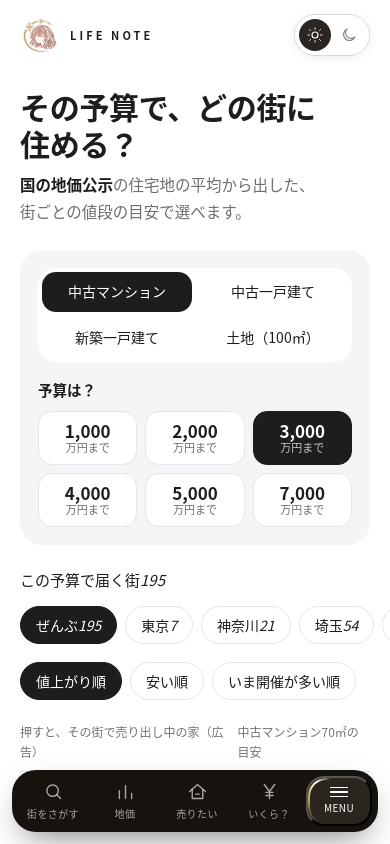 LIFE NOTE
その予算で、どの街に
住める？
国の地価公示の住宅地の平均から出した、
街ごとの値段の目安で選べます。
中古マンション
中古一戸建て
新築一戸建て
土地（100㎡）
予算は？
1,000
万円まで
2,000
万円まで
3,000
万円まで
4,000
万円まで
5,000
万円まで
7,000
万円まで
この予算で届く街195
ぜんぶ195
東京7
神奈川21
埼玉54
値上がり順
安い順
いま開催が多い順
押すと、その街で売り出し中の家（広
告）
中古マンション70㎡の
目安
街をさがす
地価
売りたい
いくら？
MENU